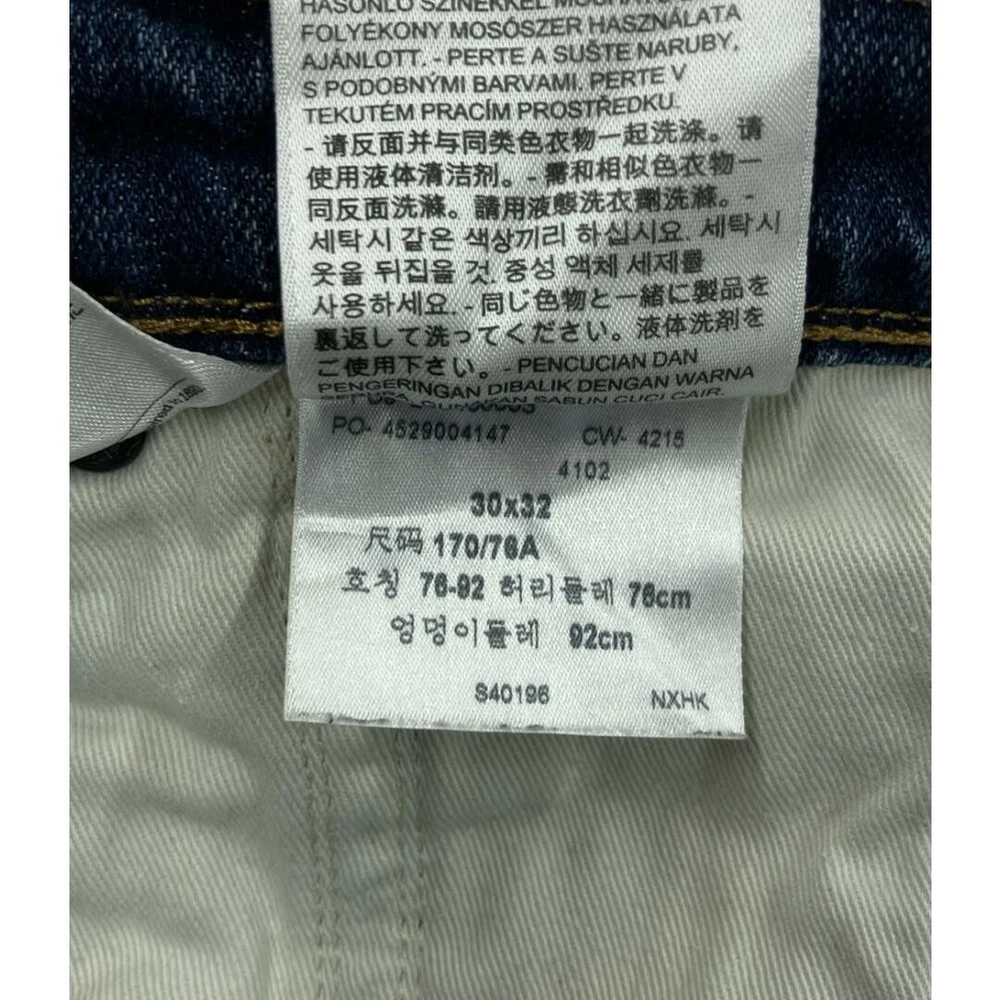 HASONLÓ SZÍNEKKEL
FOLYÉKONY MOSÓSZER HASZNÁLATA
AJÁNLOTT. - PERTE A SUŠTE NARUBY,
S PODOBNÝMI BARVAMI. PERTE V
TEKUTÉM PRACÍM PROSTŘEDKU.
- 请反面并与同类色衣物一起洗涤。请
使用液体清洁剂。- 需和相似色衣物一
同反面洗滌。請用液態洗衣劑洗滌。-
세탁시 같은 색상끼리 하십시요. 세탁시
옷을 뒤집을 것. 중성 액체 세제를
사용하세요. - 同じ色物と一緒に製品を
裏返して洗ってください。液体洗剤を
ご使用下さい。- PENCUCIAN DAN
PENGERINGAN DIBALIK DENGAN WARNA
SABUN CUCI CAIR.
PO- 4529004147 CW- 4215
4102
30x32
尺码 170/76A
호칭 76-92 허리둘레 76cm
엉덩이둘레 92cm
S40196 NXHK